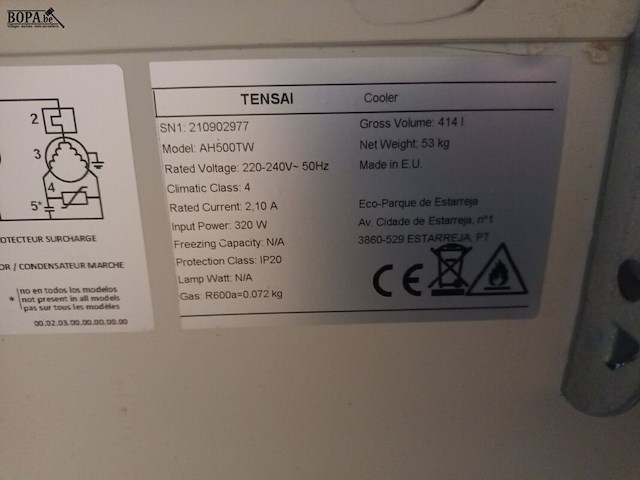 BOPA.be
2
3
4
5*
OTECTEUR SURCHARGE
OR / CONDENSATEUR MARCHE
no en todos los modelos
* not present in all models
pas sur tous les modèles
00.02.03.00.00.00.00.00
TENSAI
Cooler
SN1: 210902977
Model: AH500TW
Rated Voltage: 220-240V~ 50Hz
Climatic Class: 4
Rated Current: 2,10 A
Input Power: 320 W
Freezing Capacity: N/A
Protection Class: IP20
Lamp Watt: N/A
Gas: R600a=0,072 kg
Gross Volume: 414 l
Net Weight: 53 kg
Made in E.U.
Eco-Parque de Estarreja
Av. Cidade de Estarreja, nº1
3860-529 ESTARREJA, PT
CE